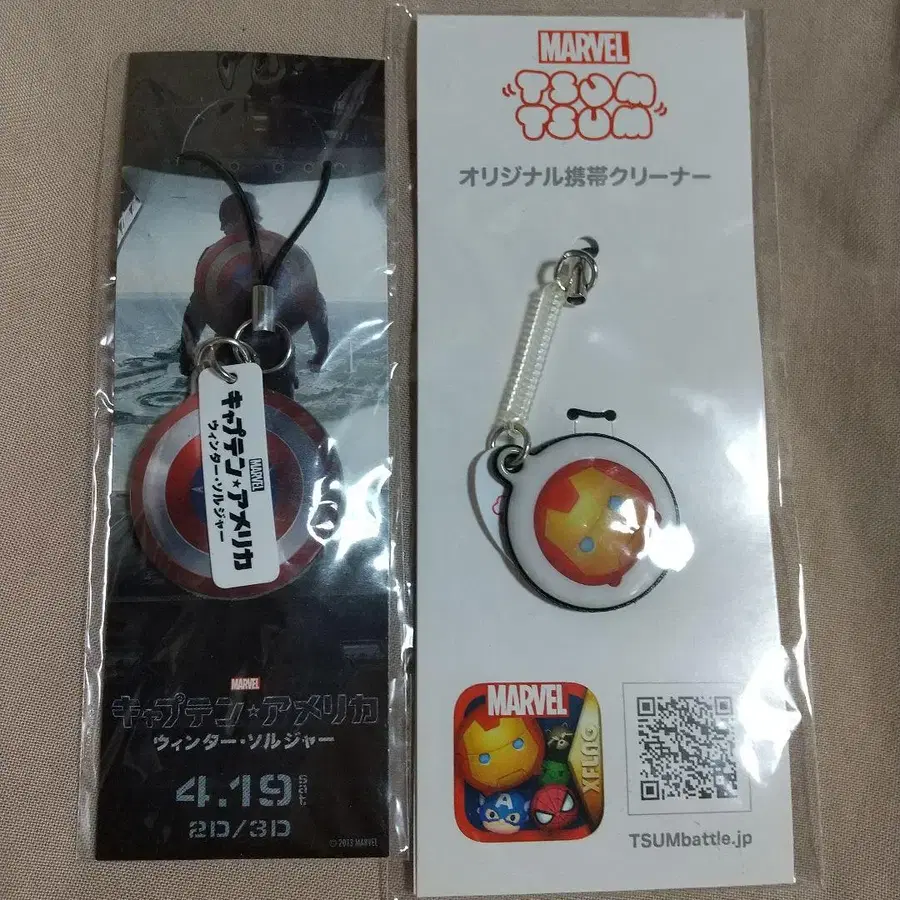 MARVEL
キャプテン★アメリカ
ウィンター・ソルジャー
MARVEL
キャプテン★アメリカ
ウィンター・ソルジャー
4.19 SAT
2D/3D
© 2013 MARVEL
MARVEL
TSUM
TSUM
オリジナル携帯クリーナー
MARVEL
XFLAG
TSUMbattle.jp